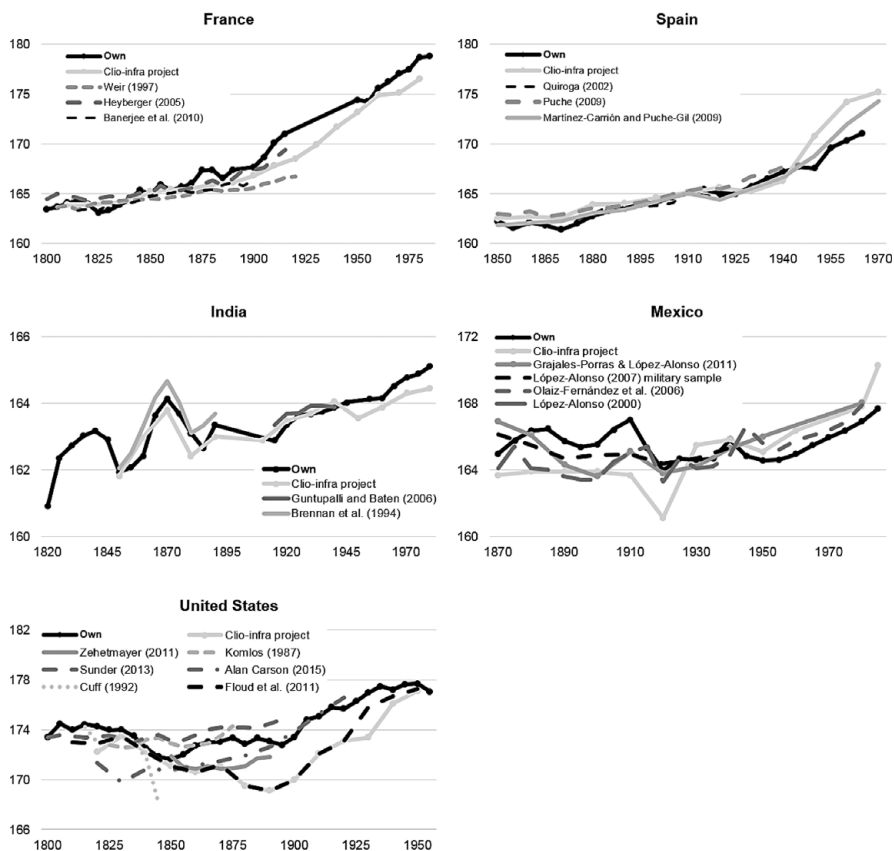 France
180
175
170
165
160
Own
Clio-infra project
Weir (1997)
Heyberger (2005)
Banerjee et al. (2010)
1800 1825 1850 1875 1900 1925 1950 1975
Spain
180
175
170
165
160
Own
Clio-infra project
Quiroga (2002)
Puche (2009)
Martínez-Carrión and Puche-Gil (2009)
1850 1865 1880 1895 1910 1925 1940 1955 1970
India
166
164
162
160
Own
Clio-infra project
Guntupalli and Baten (2006)
Brennan et al. (1994)
1820 1845 1870 1895 1920 1945 1970
Mexico
172
168
164
160
Own
Clio-infra project
Grajales-Porras & López-Alonso (2011)
López-Alonso (2007) military sample
Olaiz-Fernández et al. (2006)
López-Alonso (2000)
1870 1890 1910 1930 1950 1970
United States
182
178
174
170
166
Own Clio-infra project
Zehetmayer (2011) Komlos (1987)
Sunder (2013) Alan Carson (2015)
Cuff (1992) Floud et al. (2011)
1800 1825 1850 1875 1900 1925 1950